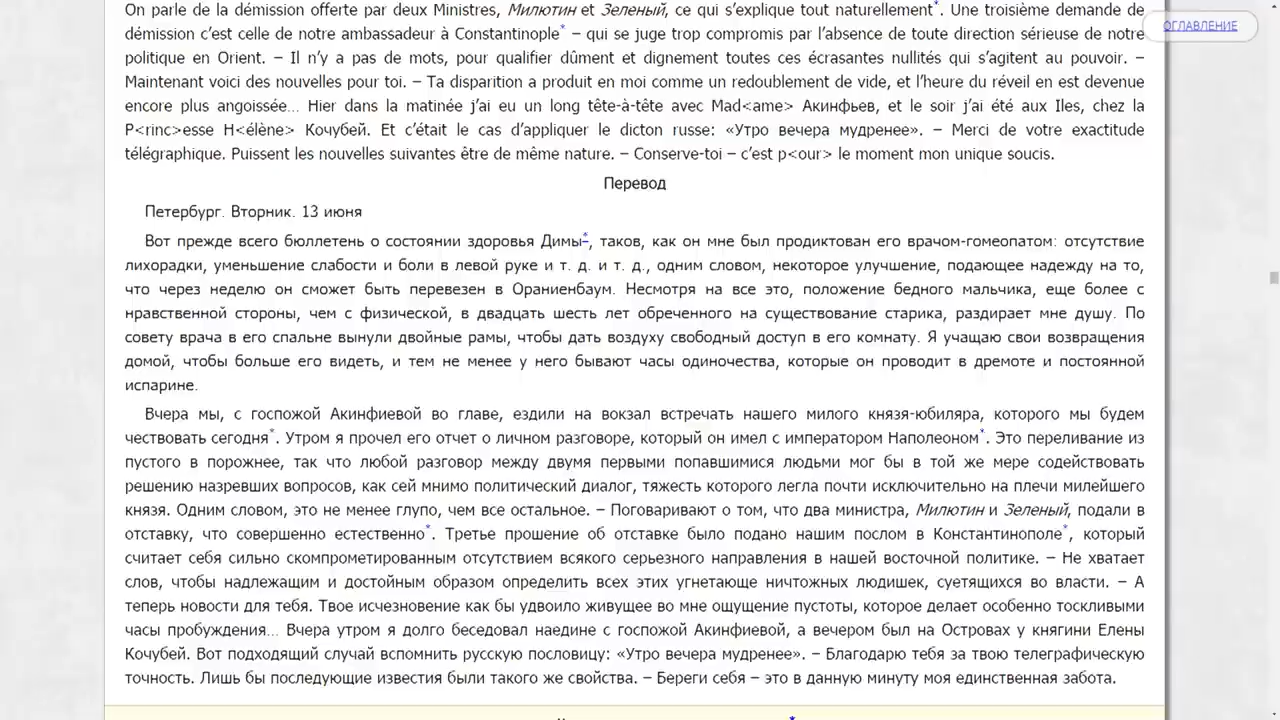 On parle de la démission offerte par deux Ministres, Милютин et Зеленый, ce qui s’explique tout naturellement*. Une troisième demande de
ОГЛАВЛЕНИЕ
démission c’est celle de notre ambassadeur à Constantinople* – qui se juge trop compromis par l’absence de toute direction sérieuse de notre
politique en Orient. – Il n’y a pas de mots, pour qualifier dûment et dignement toutes ces écrasantes nullités qui s’agitent au pouvoir. –
Maintenant voici des nouvelles pour toi. – Ta disparition a produit en moi comme un redoublement de vide, et l’heure du réveil en est devenue
encore plus angoissée... Hier dans la matinée j’ai eu un long tête-à-tête avec Mad<ame> Акинфьев, et le soir j’ai été aux Iles, chez la
P<rinc>esse H<élène> Кочубей. Et c’était le cas d’appliquer le dicton russe: «Утро вечера мудренее». – Merci de votre exactitude
télégraphique. Puissent les nouvelles suivantes être de même nature. – Conserve-toi – c’est p<our> le moment mon unique soucis.
Перевод
Петербург. Вторник. 13 июня
Вот прежде всего бюллетень о состоянии здоровья Димы*, таков, как он мне был продиктован его врачом-гомеопатом: отсутствие
лихорадки, уменьшение слабости и боли в левой руке и т. д. и т. д., одним словом, некоторое улучшение, подающее надежду на то,
что через неделю он сможет быть перевезен в Ораниенбаум. Несмотря на все это, положение бедного мальчика, еще более с
нравственной стороны, чем с физической, в двадцать шесть лет обреченного на существование старика, раздирает мне душу. По
совету врача в его спальне вынули двойные рамы, чтобы дать воздуху свободный доступ в его комнату. Я учащаю свои возвращения
домой, чтобы больше его видеть, и тем не менее у него бывают часы одиночества, которые он проводит в дремоте и постоянной
испарине.
Вчера мы, с госпожой Акинфиевой во главе, ездили на вокзал встречать нашего милого князя-юбиляра, которого мы будем
чествовать сегодня*. Утром я прочел его отчет о личном разговоре, который он имел с императором Наполеоном*. Это переливание из
пустого в порожнее, так что любой разговор между двумя первыми попавшимися людьми мог бы в той же мере содействовать
решению назревших вопросов, как сей мнимо политический диалог, тяжесть которого легла почти исключительно на плечи милейшего
князя. Одним словом, это не менее глупо, чем все остальное. – Поговаривают о том, что два министра, Милютин и Зеленый, подали в
отставку, что совершенно естественно*. Третье прошение об отставке было подано нашим послом в Константинополе*, который
считает себя сильно скомпрометированным отсутствием всякого серьезного направления в нашей восточной политике. – Не хватает
слов, чтобы надлежащим и достойным образом определить всех этих угнетающе ничтожных людишек, суетящихся во власти. – А
теперь новости для тебя. Твое исчезновение как бы удвоило живущее во мне ощущение пустоты, которое делает особенно тоскливыми
часы пробуждения... Вчера утром я долго беседовал наедине с госпожой Акинфиевой, а вечером был на Островах у княгини Елены
Кочубей. Вот подходящий случай вспомнить русскую пословицу: «Утро вечера мудренее». – Благодарю тебя за твою телеграфическую
точность. Лишь бы последующие известия были такого же свойства. – Береги себя – это в данную минуту моя единственная забота.